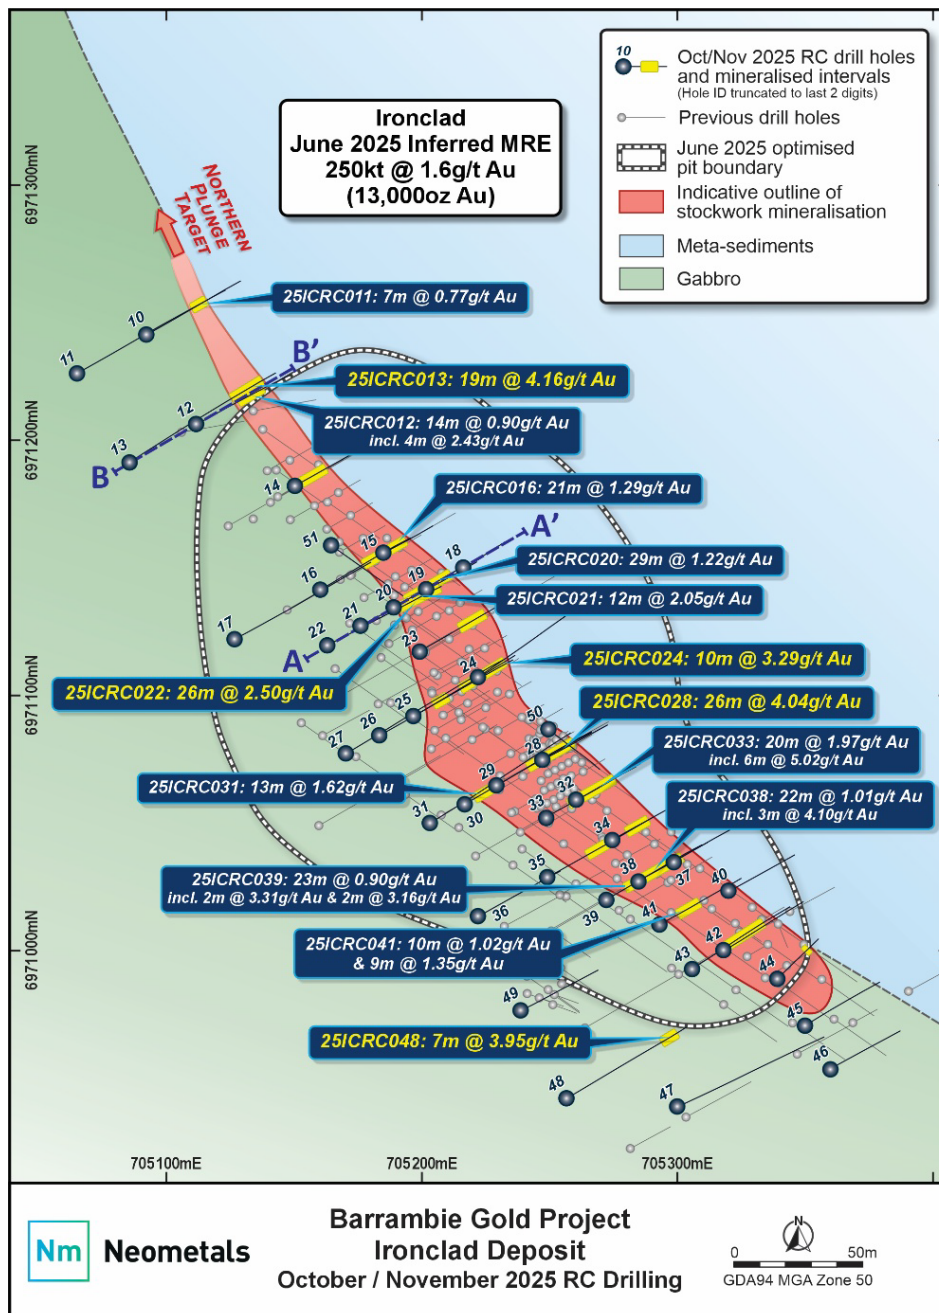 10
Oct/Nov 2025 RC drill holes
and mineralised intervals
(Hole ID truncated to last 2 digits)
Previous drill holes
June 2025 optimised
pit boundary
Indicative outline of
stockwork mineralisation
Meta-sediments
Gabbro
Ironclad
June 2025 Inferred MRE
250kt @ 1.6g/t Au
(13,000oz Au)
6971300mN
NORTHERN
PLUNGE
TARGET
25ICRC011: 7m @ 0.77g/t Au
10
11
B'
25ICRC013: 19m @ 4.16g/t Au
12
25ICRC012: 14m @ 0.90g/t Au
incl. 4m @ 2.43g/t Au
6971200mN
13
B
14
25ICRC016: 21m @ 1.29g/t Au
51
15
A'
18
25ICRC020: 29m @ 1.22g/t Au
16
19
25ICRC021: 12m @ 2.05g/t Au
20
17
21
22
23
A
25ICRC024: 10m @ 3.29g/t Au
24
25ICRC022: 26m @ 2.50g/t Au
6971100mN
25
25ICRC028: 26m @ 4.04g/t Au
26
50
27
28
25ICRC033: 20m @ 1.97g/t Au
incl. 6m @ 5.02g/t Au
29
25ICRC031: 13m @ 1.62g/t Au
32
25ICRC038: 22m @ 1.01g/t Au
incl. 3m @ 4.10g/t Au
31
30
33
34
35
38
37
25ICRC039: 23m @ 0.90g/t Au
incl. 2m @ 3.31g/t Au & 2m @ 3.16g/t Au
40
36
39
41
25ICRC041: 10m @ 1.02g/t Au
& 9m @ 1.35g/t Au
42
6971000mN
43
44
49
45
25ICRC048: 7m @ 3.95g/t Au
46
48
47
705100mE
705200mE
705300mE
Nm
Neometals
Barrambie Gold Project
Ironclad Deposit
October / November 2025 RC Drilling
N
0
50m
GDA94 MGA Zone 50